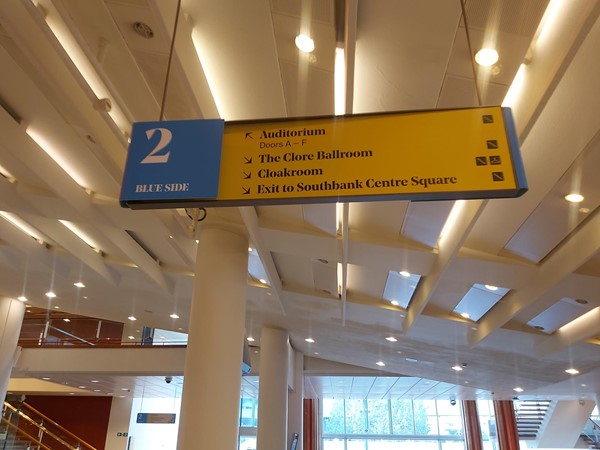 2
BLUE SIDE
↖ Auditorium
Doors A – F
↘ The Clore Ballroom
↘ Cloakroom
↘ Exit to Southbank Centre Square